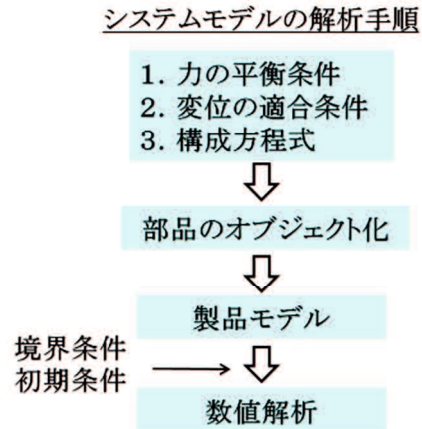 システムモデルの解析手順
1. 力の平衡条件
2. 変位の適合条件
3. 構成方程式
部品のオブジェクト化
製品モデル
境界条件
初期条件
数値解析